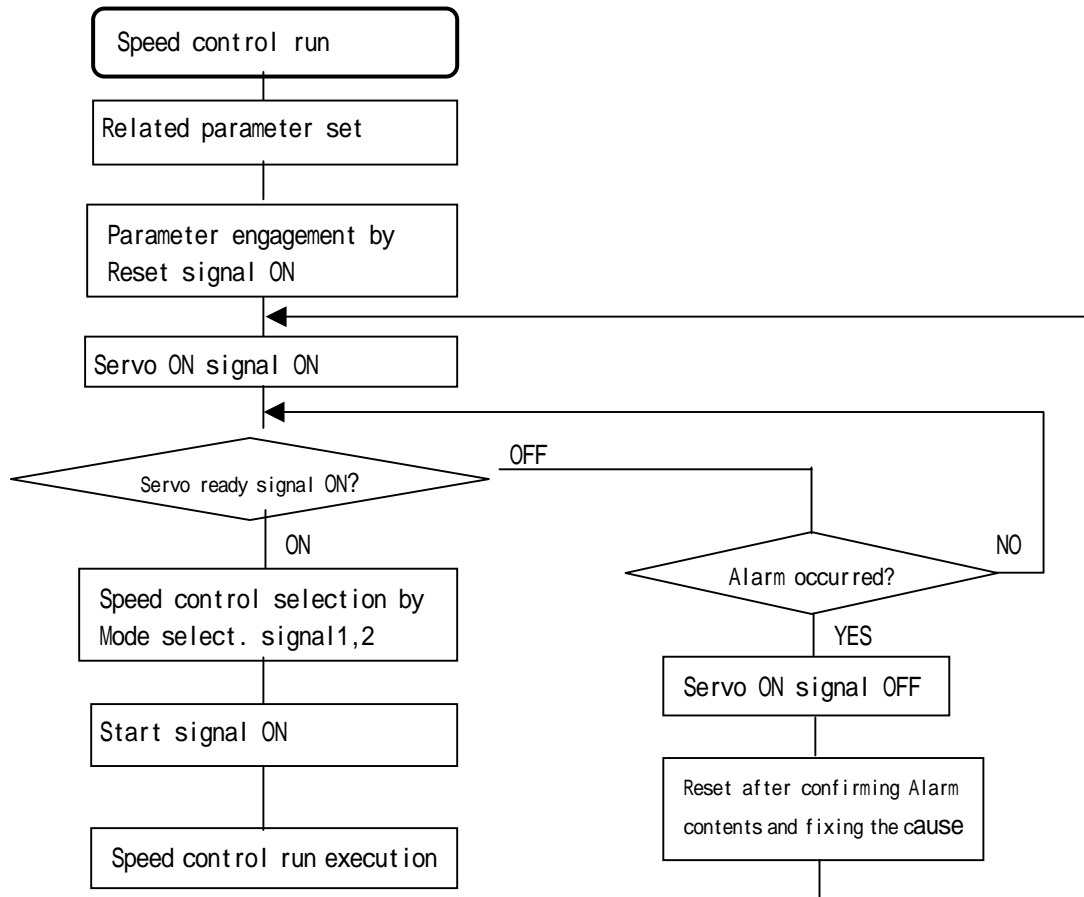 Speed control run
Related parameter set
Parameter engagement by
Reset signal ON
Servo ON signal ON
Servo ready signal ON?
OFF
ON
Alarm occurred?
NO
YES
Speed control selection by
Mode select. signal1,2
Servo ON signal OFF
Start signal ON
Reset after confirming Alarm
contents and fixing the cause
Speed control run execution